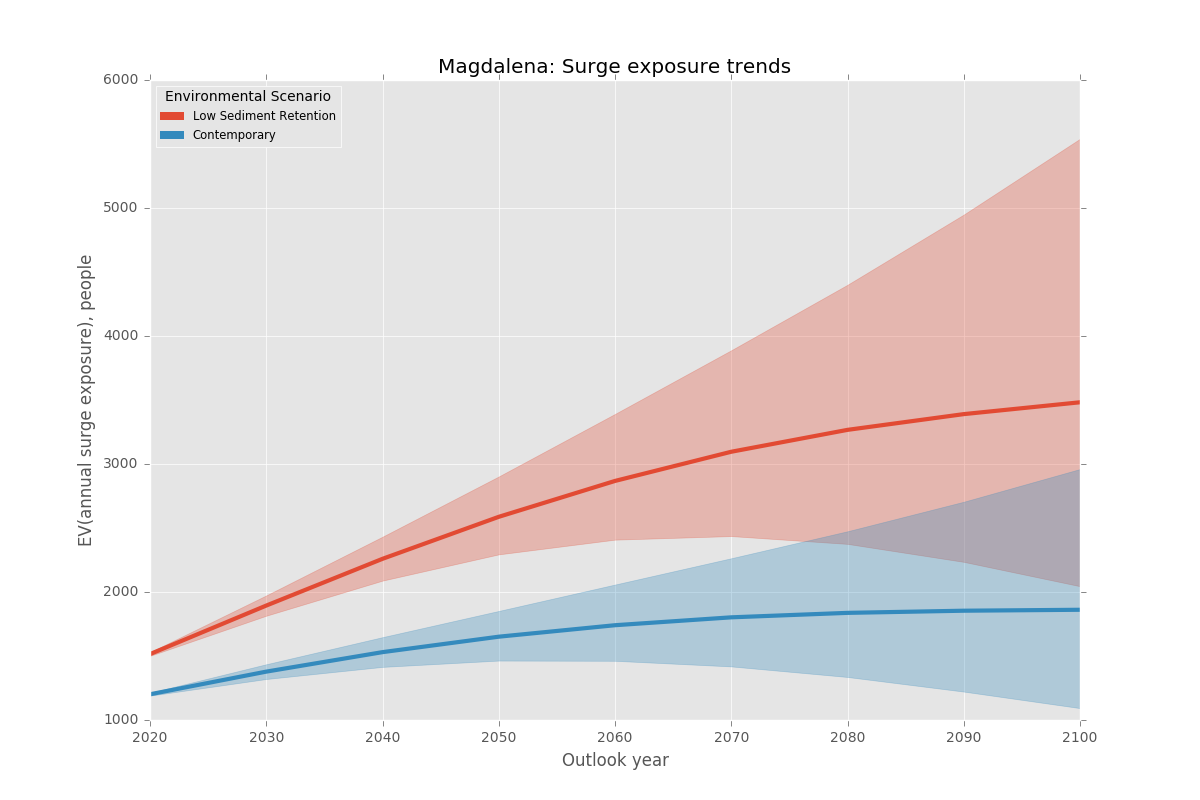 Magdalena: Surge exposure trends
Environmental Scenario
Low Sediment Retention
Contemporary
EV(annual surge exposure), people
6000
5000
4000
3000
2000
1000
2020 2030 2040 2050 2060 2070 2080 2090 2100
Outlook year